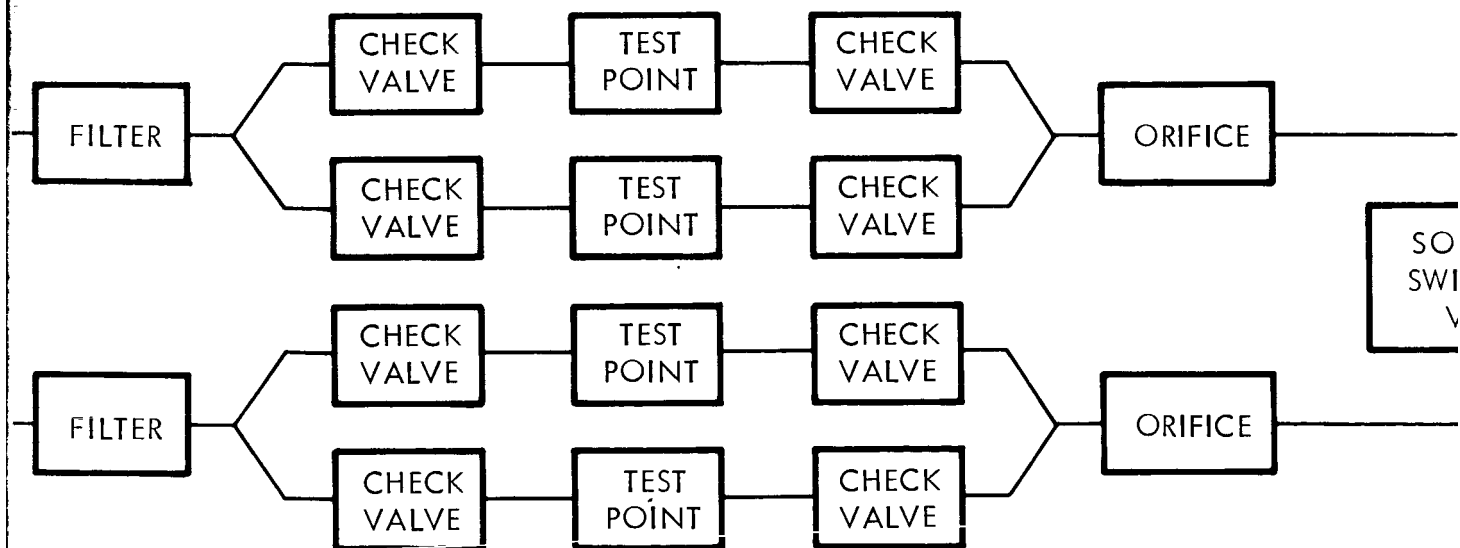 CHECK
VALVE
TEST
POINT
CHECK
VALVE
FILTER
ORIFICE
CHECK
VALVE
TEST
POINT
CHECK
VALVE
SO
SWI
V
CHECK
VALVE
TEST
POINT
CHECK
VALVE
FILTER
ORIFICE
CHECK
VALVE
TEST
POINT
CHECK
VALVE